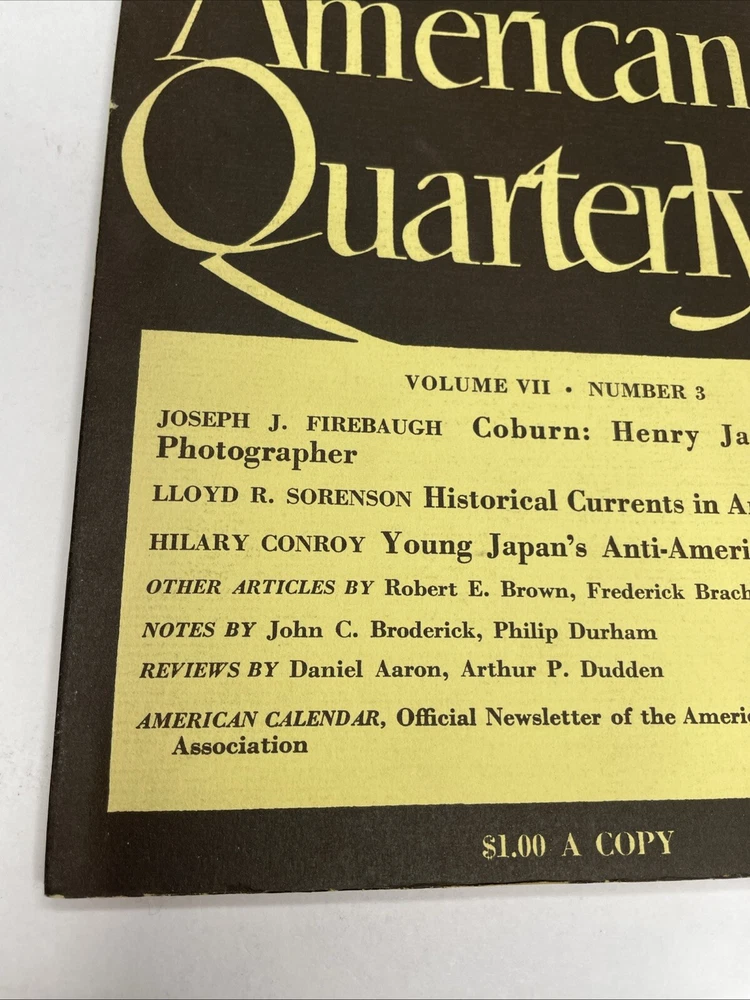 American
Quarterly
VOLUME VII • NUMBER 3
JOSEPH J. FIREBAUGH Coburn: Henry Ja
Photographer
LLOYD R. SORENSON Historical Currents in A
HILARY CONROY Young Japan's Anti-Ameri
OTHER ARTICLES BY Robert E. Brown, Frederick Brach
NOTES BY John C. Broderick, Philip Durham
REVIEWS BY Daniel Aaron, Arthur P. Dudden
AMERICAN CALENDAR, Official Newsletter of the Americ
Association
$1.00 A COPY